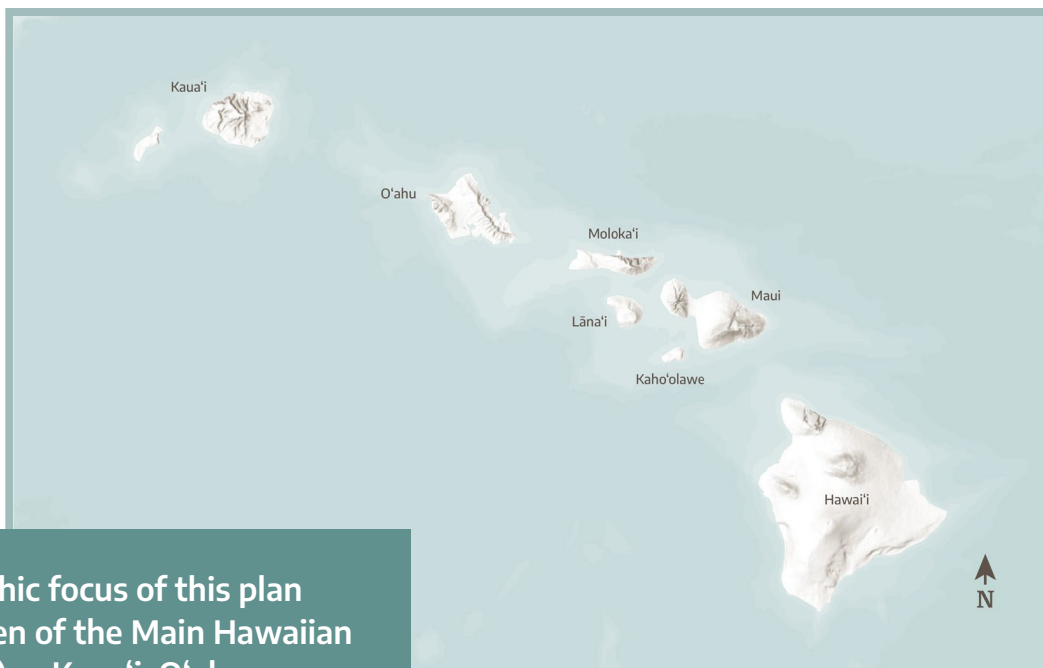 Kaua‘i
O‘ahu
Moloka‘i
Maui
Lāna‘i
Kaho‘olawe
Hawai‘i
N
hic focus of this plan
en of the Main Hawaiian